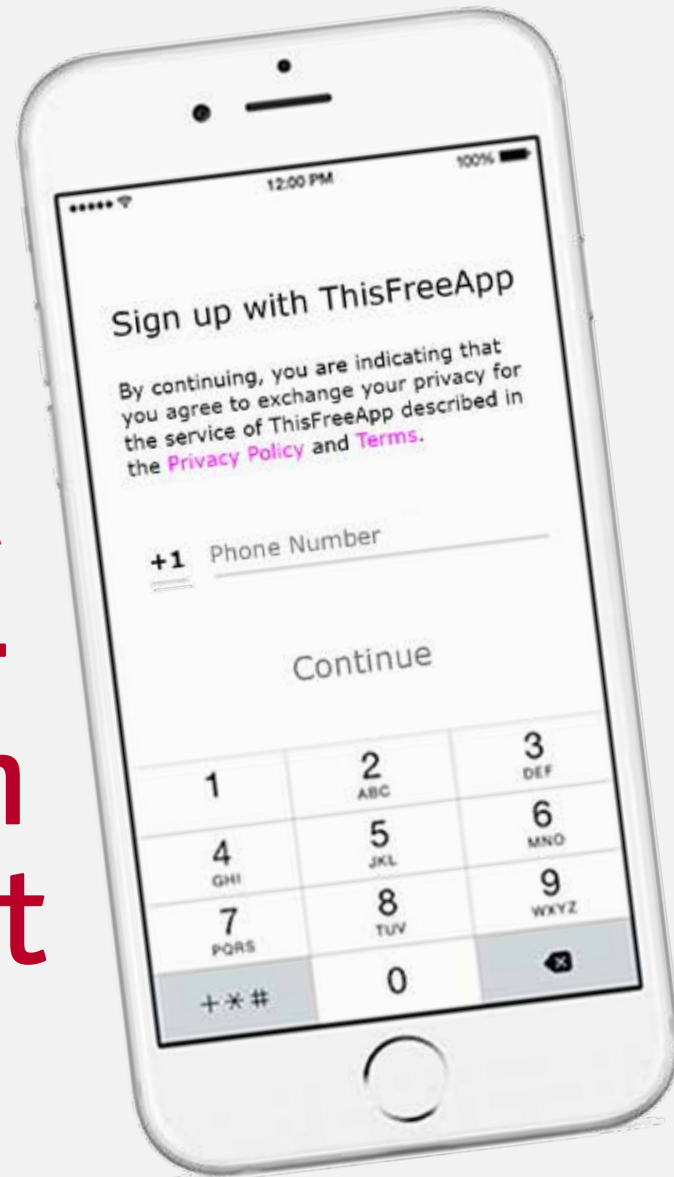 12:00 PM
100%
Sign up with ThisFreeApp
By continuing, you are indicating that
you agree to exchange your privacy for
the service of ThisFreeApp described in
the Privacy Policy and Terms.
+1 Phone Number
Continue
1 2 3
ABC DEF
4 5 6
GHI JKL MNO
7 8 9
PQRS TUV WXYZ
+*# 0